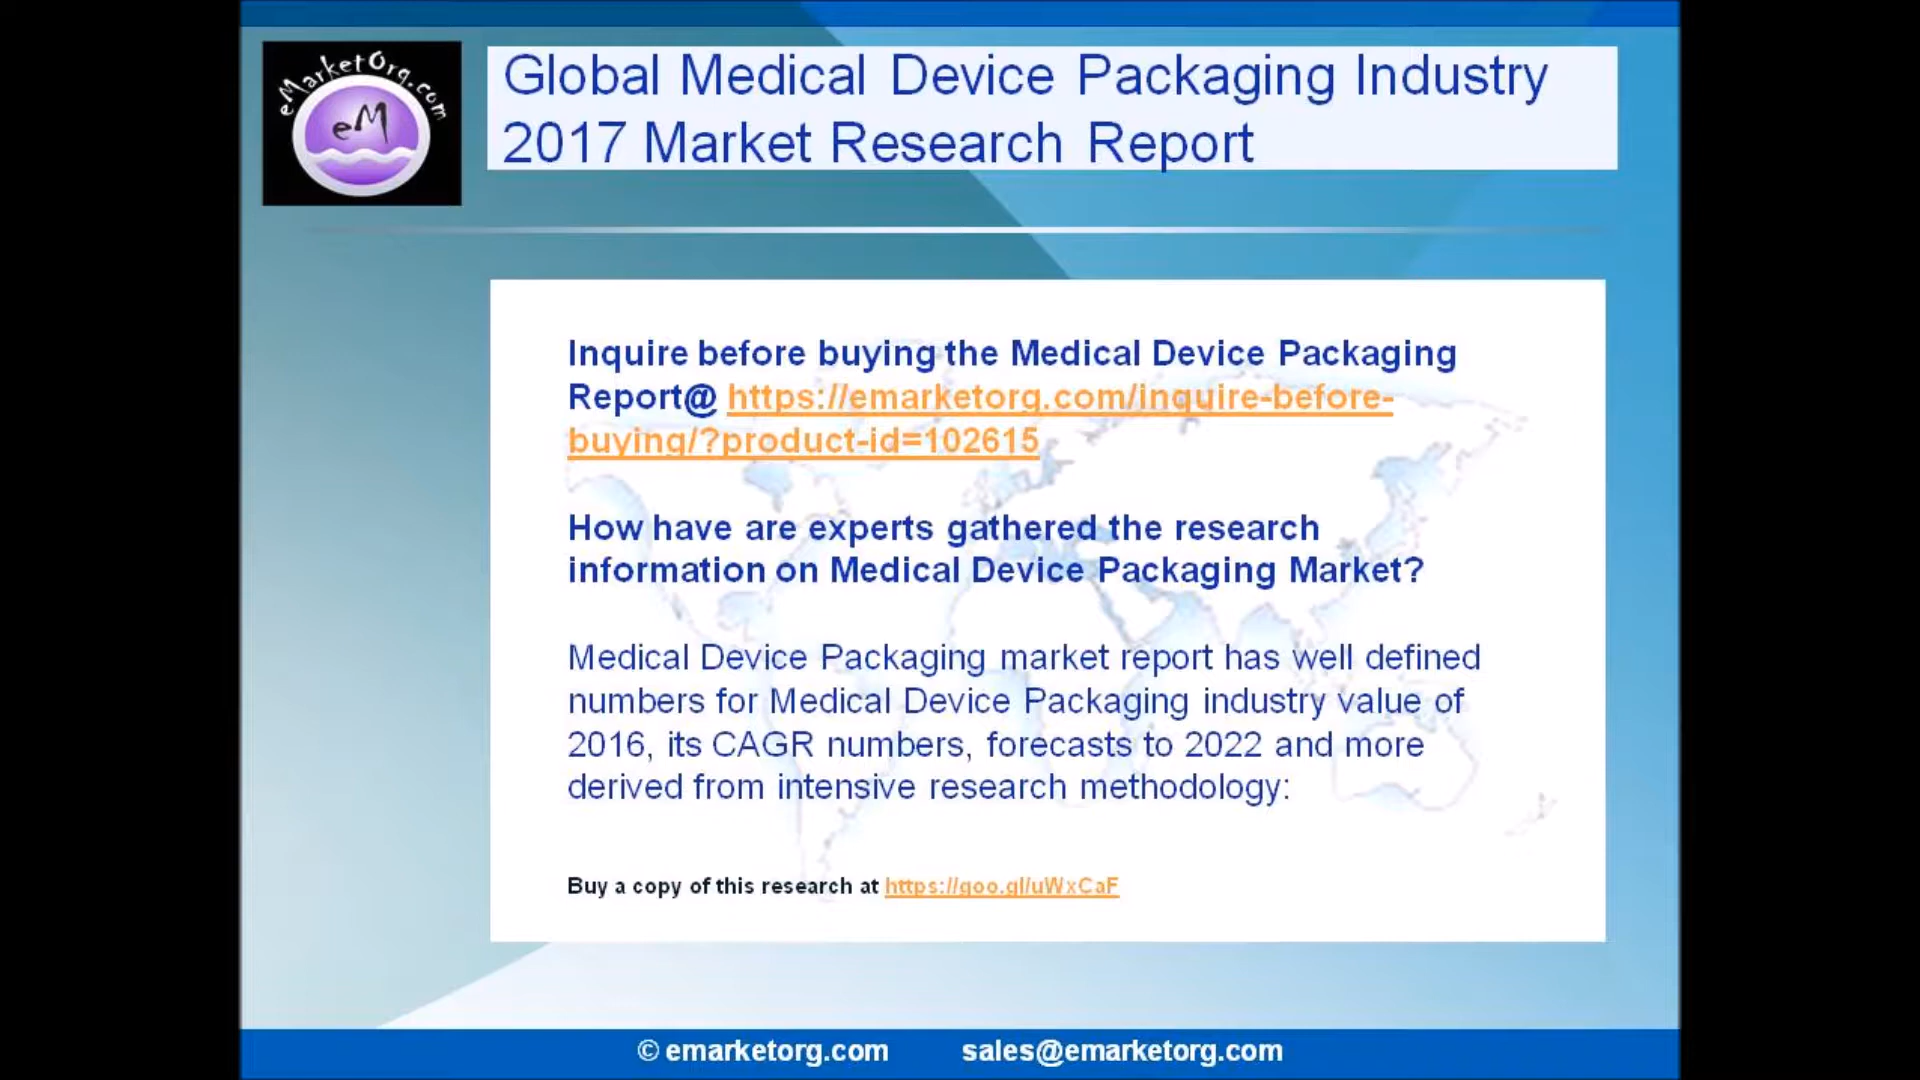 eMarketOrg.com
eM
Global Medical Device Packaging Industry
2017 Market Research Report
Inquire before buying the Medical Device Packaging
Report@ https://emarketorg.com/inquire-before-
buying/?product-id=102615
How have are experts gathered the research
information on Medical Device Packaging Market?
Medical Device Packaging market report has well defined
numbers for Medical Device Packaging industry value of
2016, its CAGR numbers, forecasts to 2022 and more
derived from intensive research methodology:
Buy a copy of this research at https://goo.gl/uWxCaF
© emarketorg.com sales@emarketorg.com